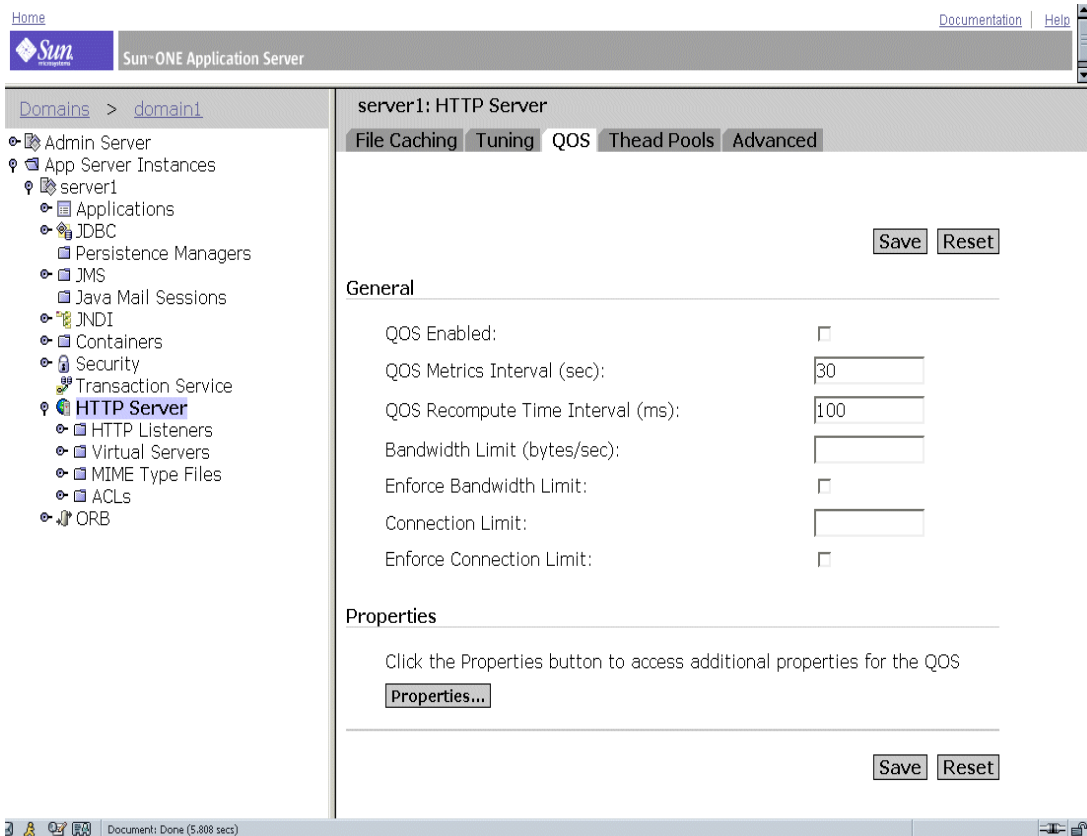 Home
Documentation | Help
Sun microsystems
Sun™ ONE Application Server
Domains > domain1
Admin Server
App Server Instances
server1
Applications
JDBC
Persistence Managers
JMS
Java Mail Sessions
JNDI
Containers
Security
Transaction Service
HTTP Server
HTTP Listeners
Virtual Servers
MIME Type Files
ACLs
ORB
server1: HTTP Server
File Caching Tuning QOS Thead Pools Advanced
Save Reset
General
QOS Enabled:
QOS Metrics Interval (sec): 30
QOS Recompute Time Interval (ms): 100
Bandwidth Limit (bytes/sec):
Enforce Bandwidth Limit:
Connection Limit:
Enforce Connection Limit:
Properties
Click the Properties button to access additional properties for the QOS
Properties...
Save Reset
Document: Done (5.808 secs)